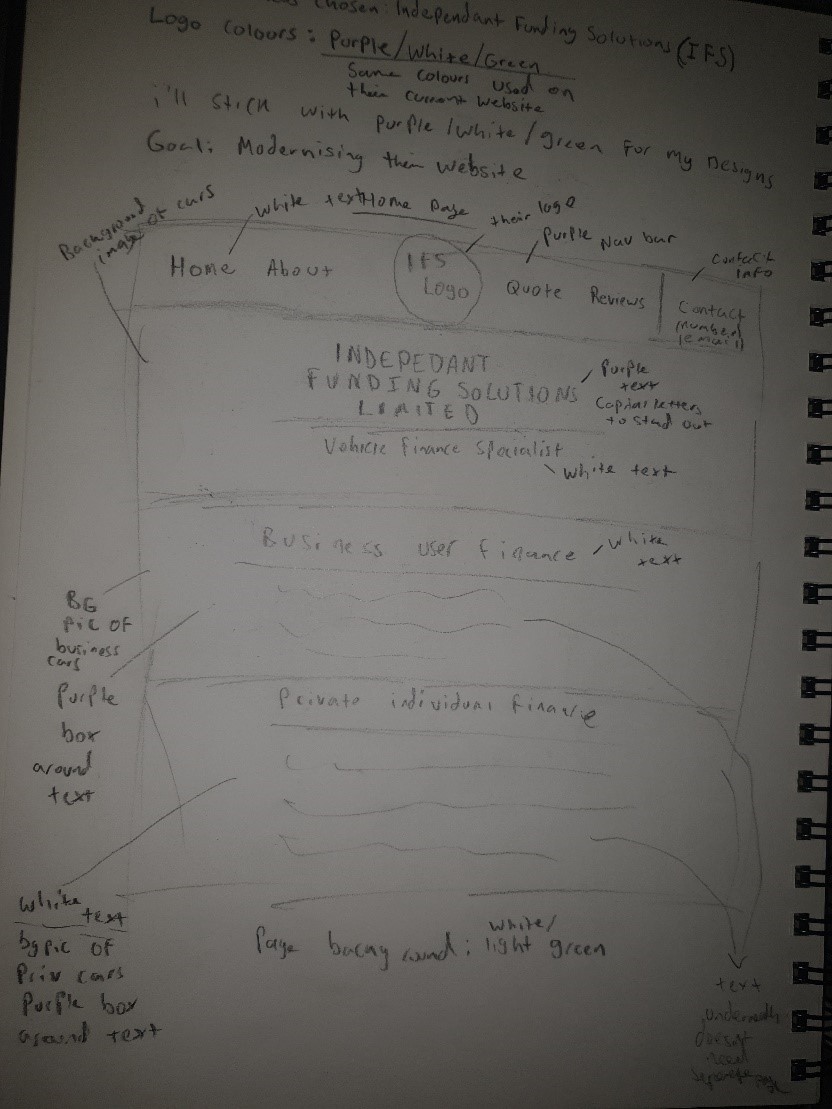 chosen: Independant Funding Solutions (IFS)
Logo colours: Purple/White/Green
Same colours used on
their current website
i'll stick with purple/white/green for my Designs
Goal: Modernising their website
Background
image of cars
white text
Home Page
their logo
Purple Nav bar
Contact
info
Home About
IFS
Logo
Quote Reviews
Contact
number
email
INDEPEDANT
FUNDING SOLUTIONS
LIMITED
Purple
text
Capital letters
to stad out
Vehicle Finance Specialist
white text
Business user finance
white
text
BG
pic of
business
cars
Purple
box
around
text
Private individual finance
white
text
bg pic of
Priv cars
Purple box
around text
Page background:
white/
light green
text
underneath
doesnt
need
seperate page